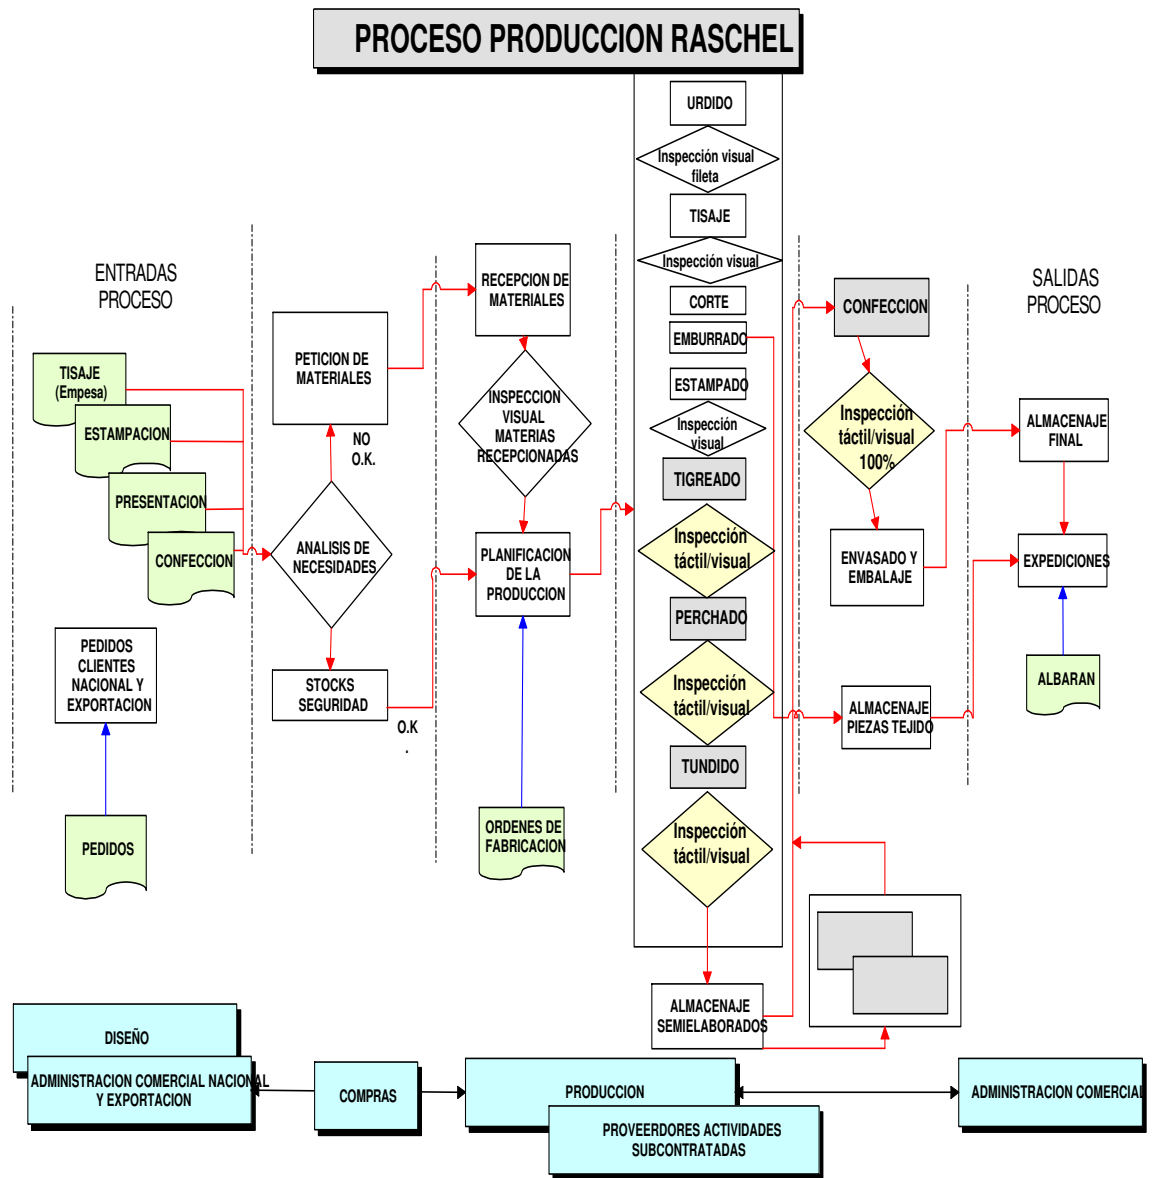 PROCESO PRODUCCION RASCHEL
ENTRADAS
PROCESO
TISAJE
(Empesa)
ESTAMPACION
PRESENTACION
CONFECCION
PEDIDOS
CLIENTES
NACIONAL Y
EXPORTACION
PEDIDOS
PETICION DE
MATERIALES
NO
O.K.
ANALISIS DE
NECESIDADES
STOCKS
SEGURIDAD
O.K
.
RECEPCION DE
MATERIALES
INSPECCION
VISUAL
MATERIAS
RECEPCIONADAS
PLANIFICACION
DE LA
PRODUCCION
ORDENES DE
FABRICACION
URDIDO
Inspección visual
fileta
TISAJE
Inspección visual
CORTE
EMBURRADO
ESTAMPADO
Inspección
visual
TIGREADO
Inspección
táctil/visual
PERCHADO
Inspección
táctil/visual
TUNDIDO
Inspección
táctil/visual
ALMACENAJE
SEMIELABORADOS
CONFECCION
Inspección
táctil/visual
100%
ENVASADO Y
EMBALAJE
ALMACENAJE
PIEZAS TEJIDO
SALIDAS
PROCESO
ALMACENAJE
FINAL
EXPEDICIONES
ALBARAN
DISEÑO
ADMINISTRACION COMERCIAL NACIONAL
Y EXPORTACION
COMPRAS
PRODUCCION
PROVEERDORES ACTIVIDADES
SUBCONTRATADAS
ADMINISTRACION COMERCIAL